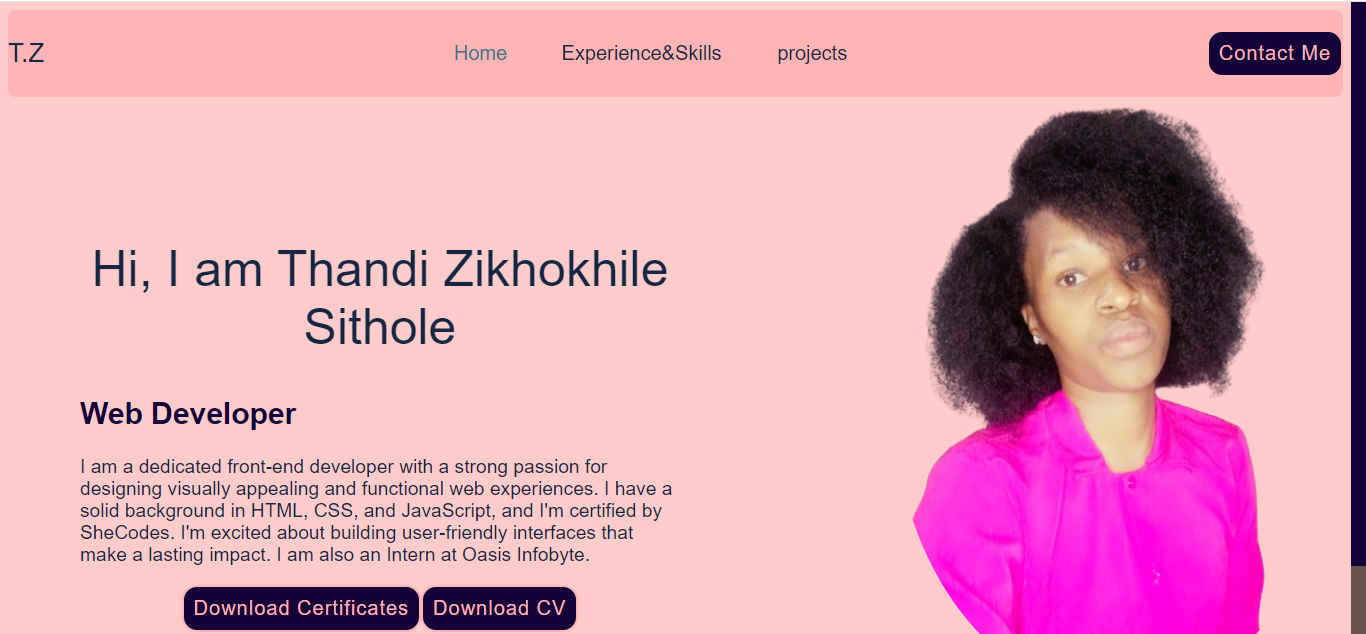 T.Z
Home
Experience&Skills
projects
Contact Me
Hi, I am Thandi Zikhokhile
Sithole
Web Developer
I am a dedicated front-end developer with a strong passion for
designing visually appealing and functional web experiences. I have a
solid background in HTML, CSS, and JavaScript, and I'm certified by
SheCodes. I'm excited about building user-friendly interfaces that
make a lasting impact. I am also an Intern at Oasis Infobyte.
Download Certificates
Download CV